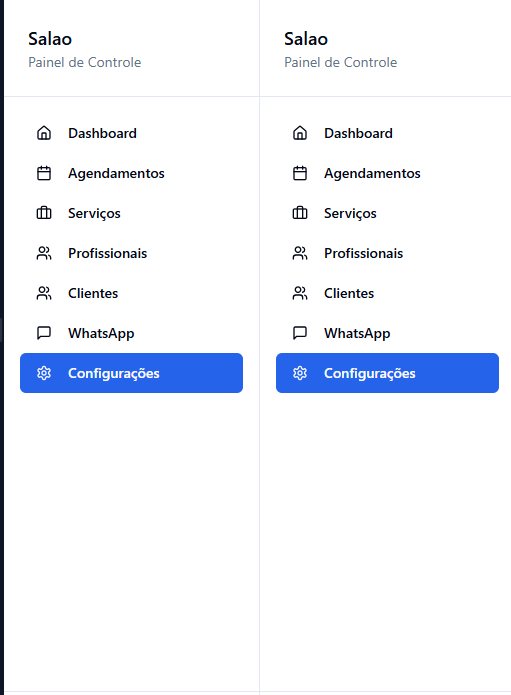 Salao
Painel de Controle
Dashboard
Agendamentos
Serviços
Profissionais
Clientes
WhatsApp
Configurações
Salao
Painel de Controle
Dashboard
Agendamentos
Serviços
Profissionais
Clientes
WhatsApp
Configurações